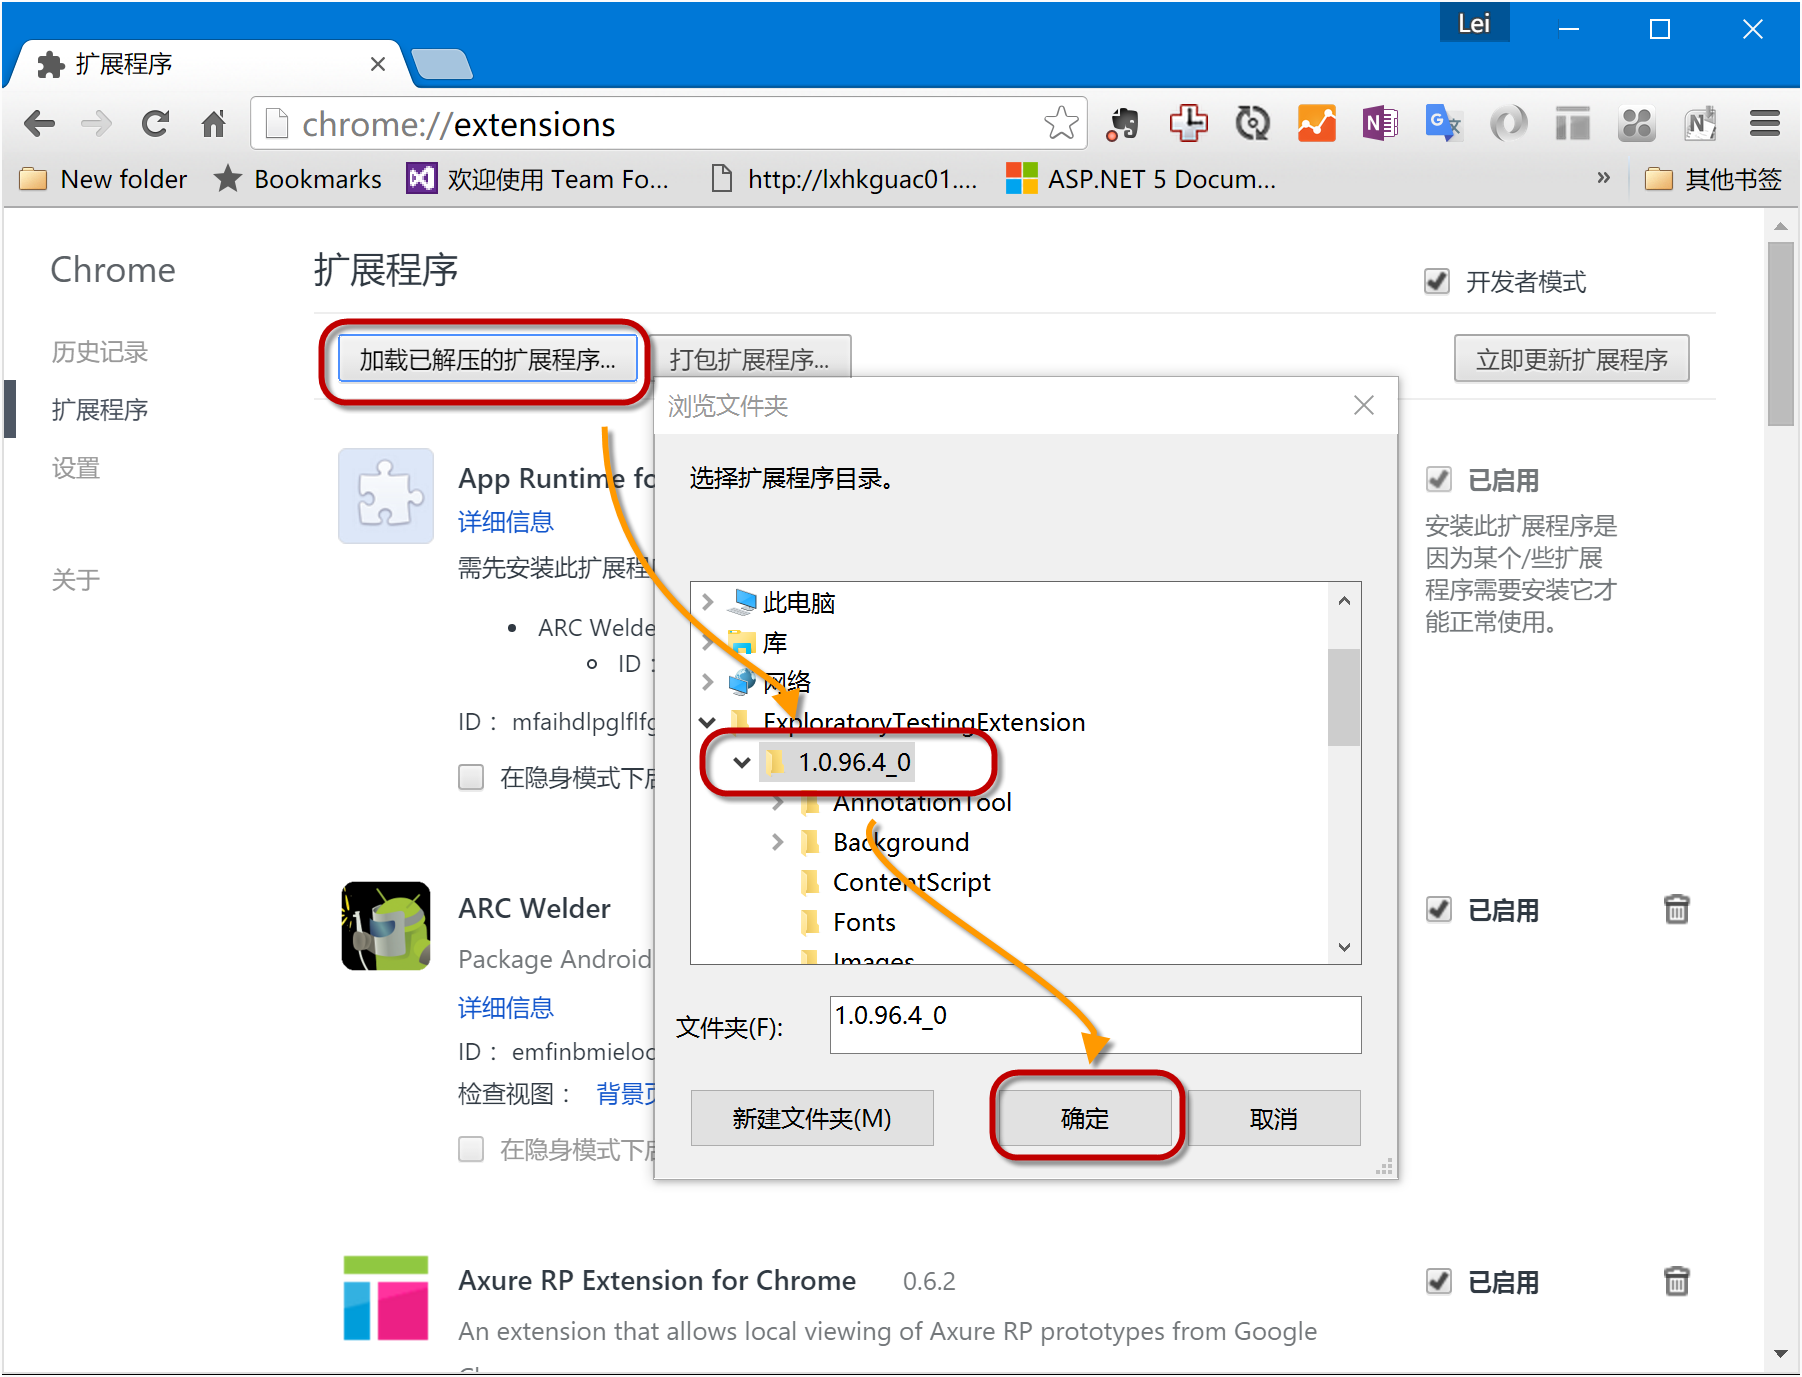 Lei
扩展程序
chrome://extensions
New folder
Bookmarks
欢迎使用 Team Fo...
http://lxhkguac01....
ASP.NET 5 Docum...
»
其他书签
Chrome
扩展程序
开发者模式
历史记录
扩展程序
设置
关于
加载已解压的扩展程序...
打包扩展程序...
立即更新扩展程序
App Runtime fo
详细信息
需先安装此扩展程
ARC Welde
ID :
ID： mfaihdlpglflfg
在隐身模式下启
已启用
安装此扩展程序是
因为某个/些扩展
程序需要安装它才
能正常使用。
浏览文件夹
选择扩展程序目录。
此电脑
库
网络
ExploratoryTestingExtension
1.0.96.4_0
AnnotationTool
Background
ContentScript
Fonts
Images
文件夹(F):
1.0.96.4_0
新建文件夹(M)
确定
取消
ARC Welder
Package Android
详细信息
ID： emfinbmieloc
检查视图： 背景页
在隐身模式下启
已启用
Axure RP Extension for Chrome 0.6.2
An extension that allows local viewing of Axure RP prototypes from Google
已启用